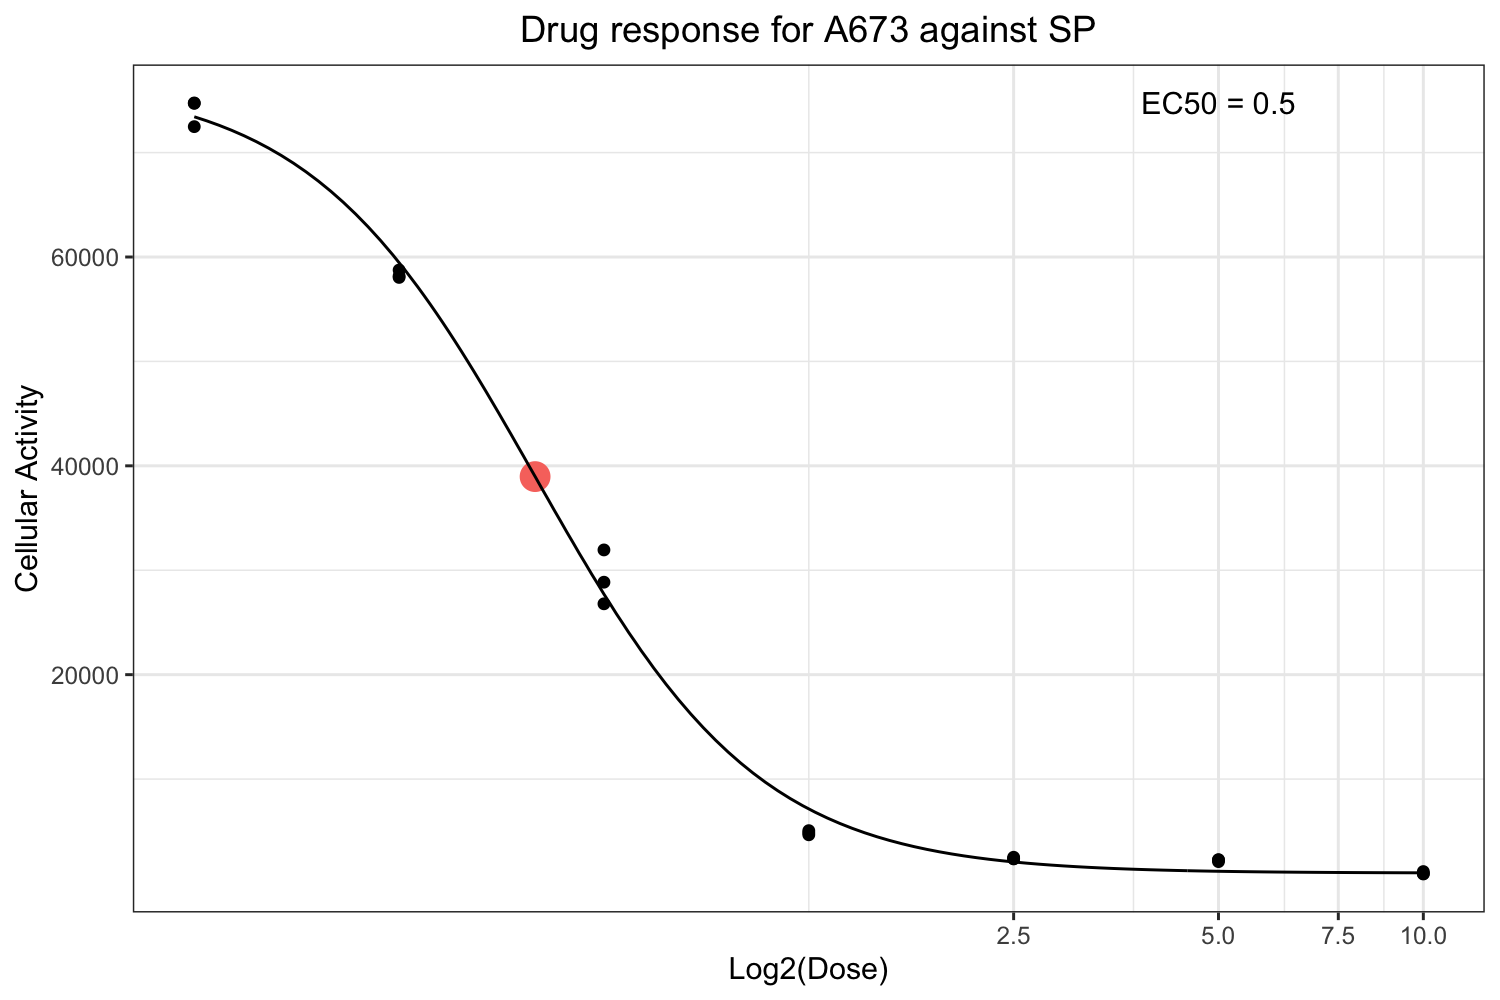 Drug response for A673 against SP
EC50 = 0.5
60000
40000
20000
Cellular Activity
2.5 5.0 7.5 10.0
Log2(Dose)